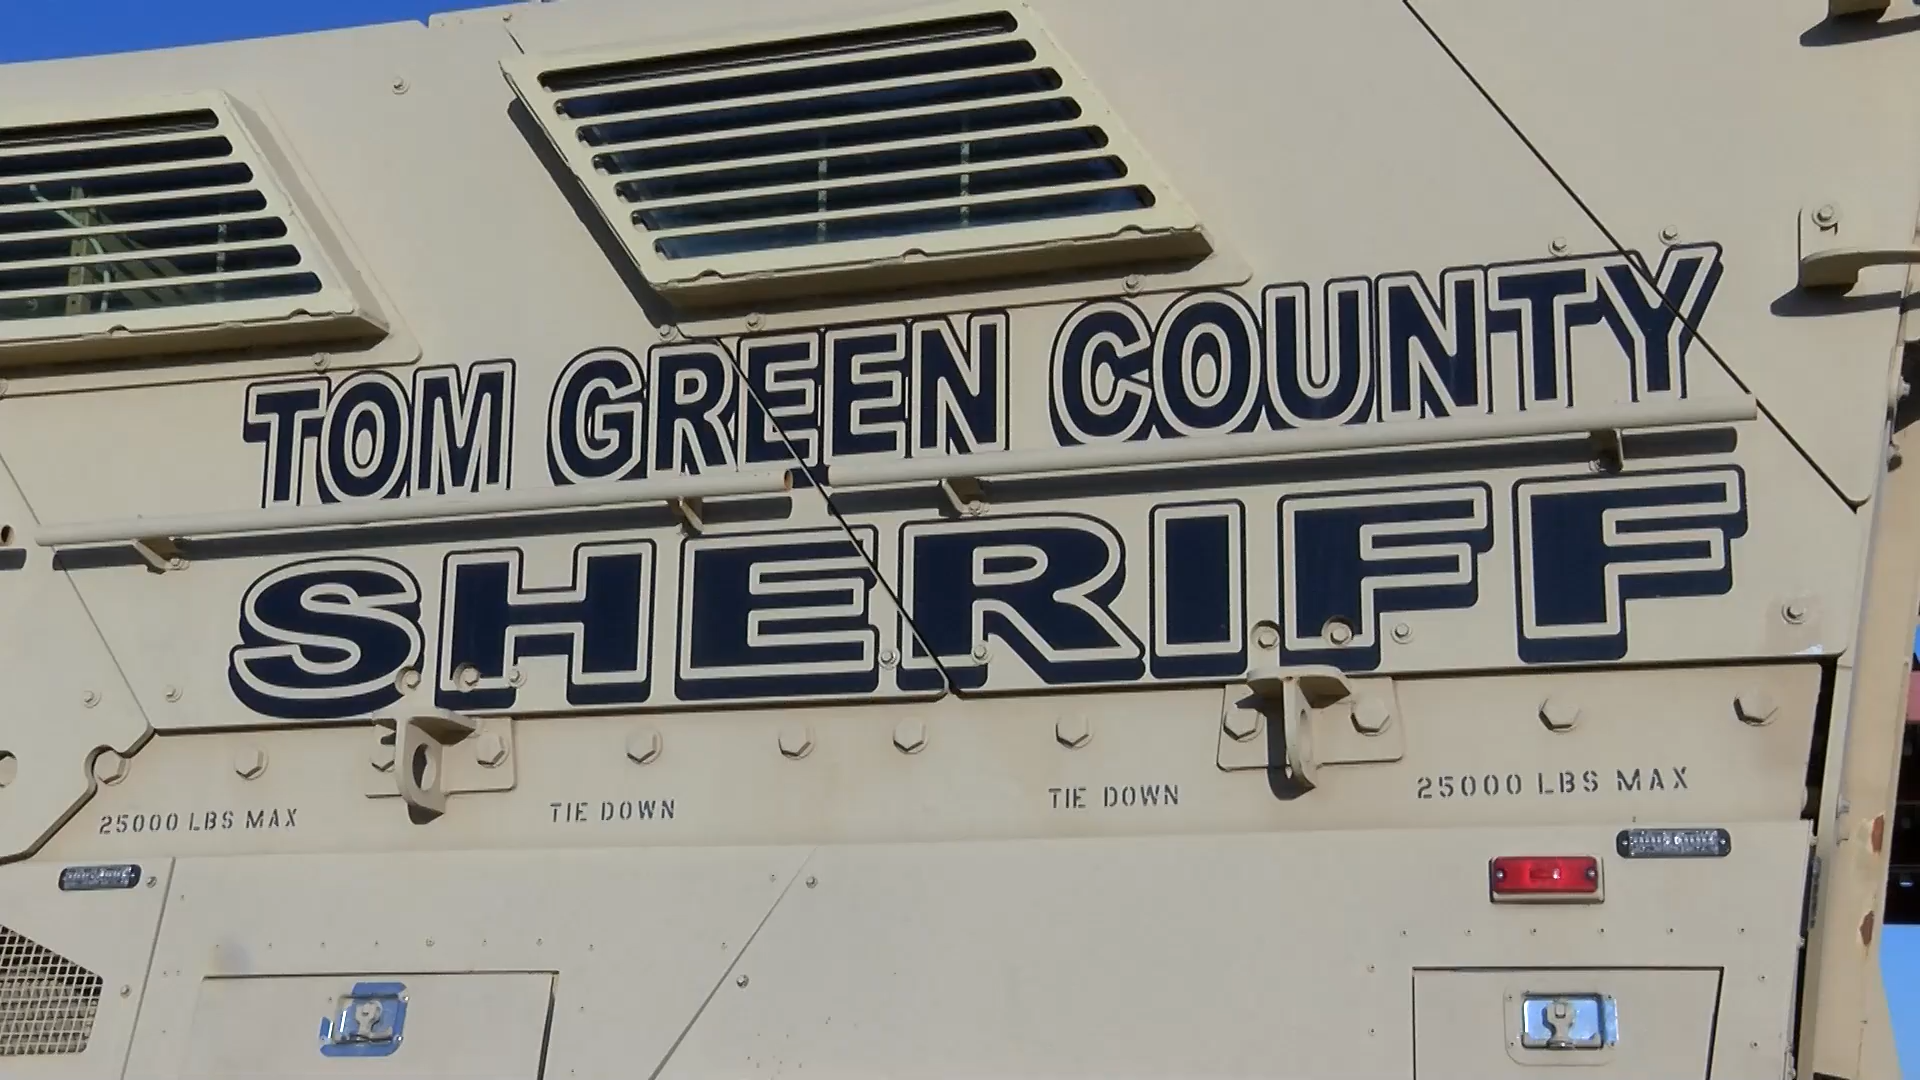 TOM GREEN COUNTY
SHERIFF
25000 LBS MAX
TIE DOWN
TIE DOWN
25000 LBS MAX